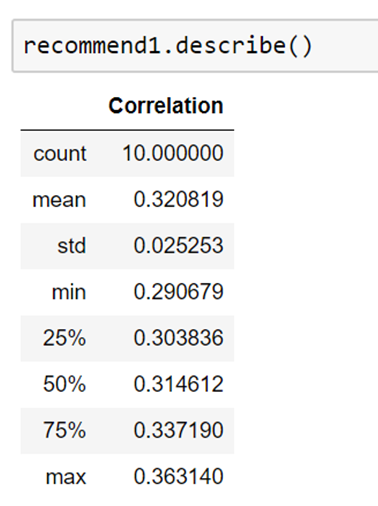 recommend1.describe()
Correlation
count 10.000000
mean 0.320819
std 0.025253
min 0.290679
25% 0.303836
50% 0.314612
75% 0.337190
max 0.363140